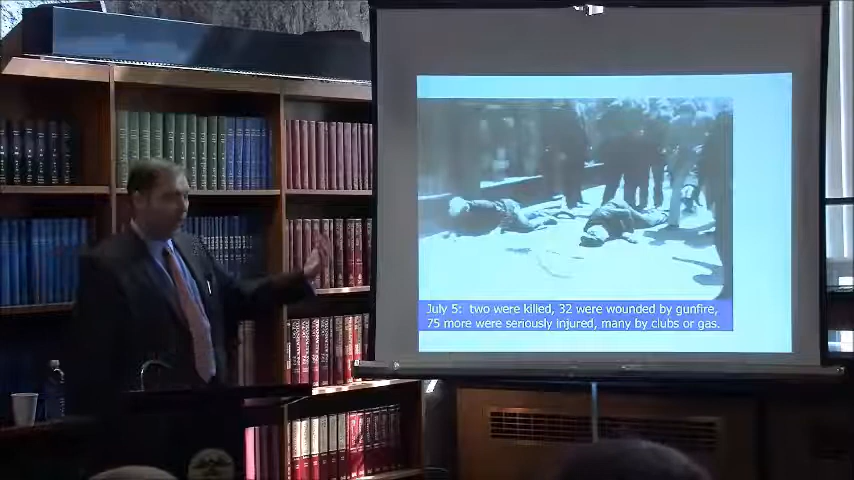 July 5:  two were killed, 32 were wounded by gunfire,
75 more were seriously injured, many by clubs or gas.